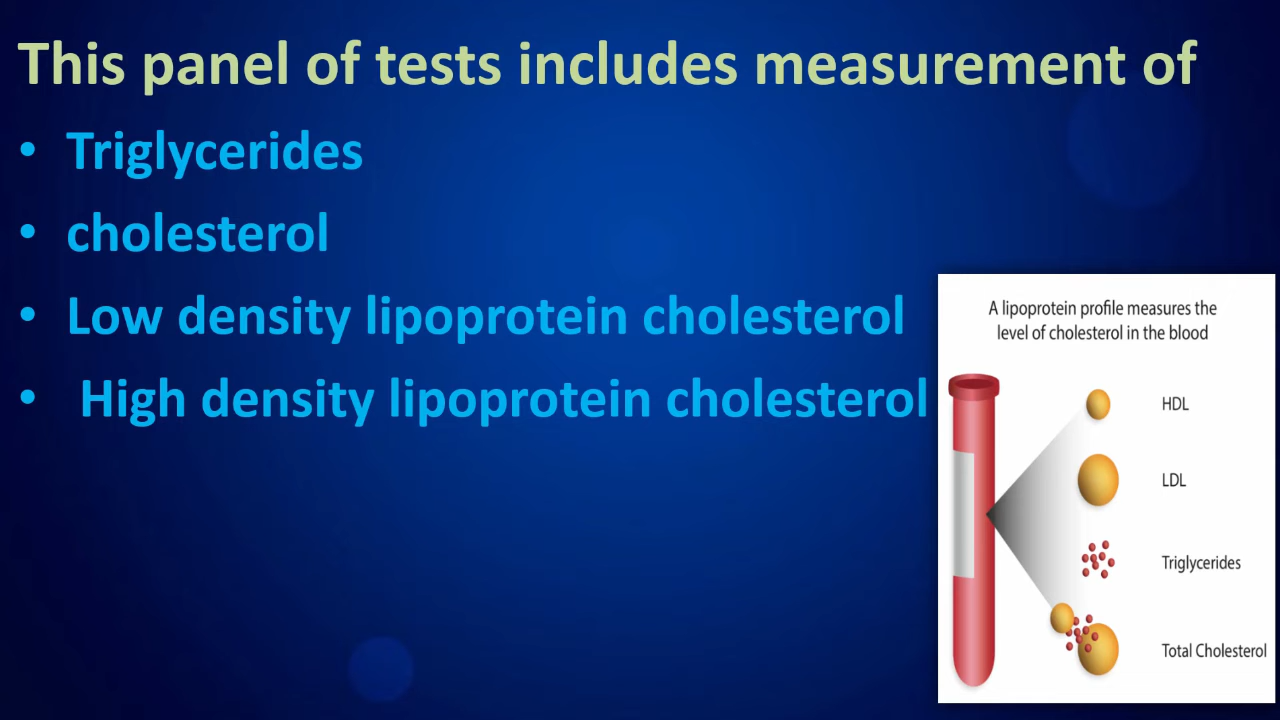 This panel of tests includes measurement of
• Triglycerides
• cholesterol
• Low density lipoprotein cholesterol
• High density lipoprotein cholesterol
A lipoprotein profile measures the
level of cholesterol in the blood
HDL
LDL
Triglycerides
Total Cholesterol